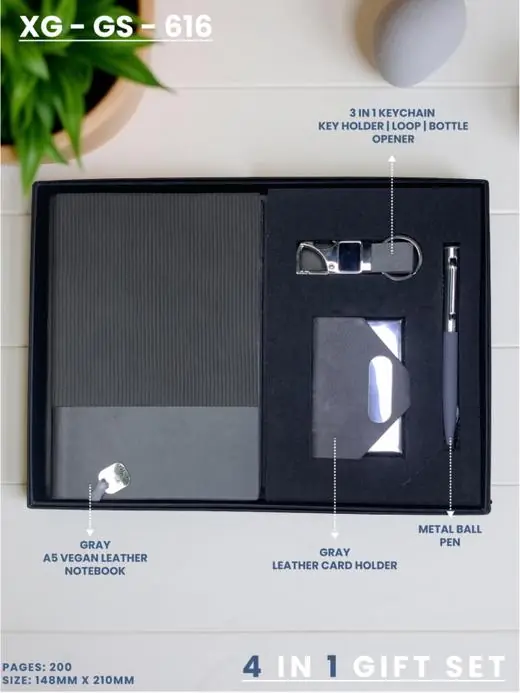 XG - GS - 616
3 IN 1 KEYCHAIN
KEY HOLDER | LOOP | BOTTLE
OPENER
GRAY
A5 VEGAN LEATHER
NOTEBOOK
GRAY
LEATHER CARD HOLDER
METAL BALL
PEN
PAGES: 200
SIZE: 148MM X 210MM
4 IN 1 GIFT SET